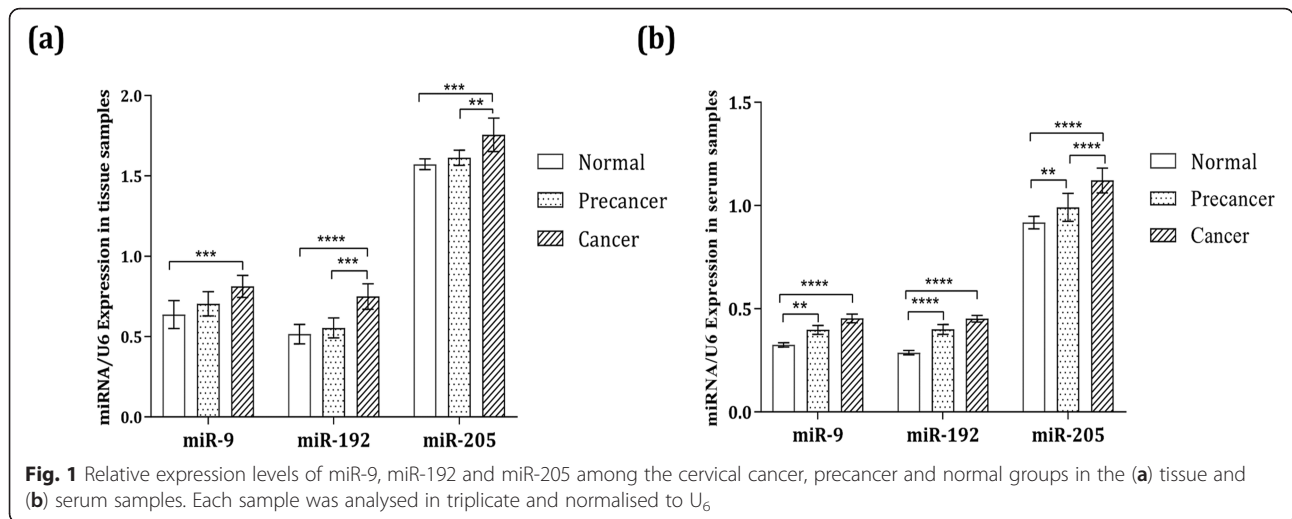 (a)
miRNA/U6 Expression in tissue samples
2.0
1.5
1.0
0.5
0.0
***
****
***
***
**
miR-9
miR-192
miR-205
Normal
Precancer
Cancer
(b)
miRNA/U6 Expression in serum samples
1.5
1.0
0.5
0.0
****
**
****
****
****
**
****
miR-9
miR-192
miR-205
Normal
Precancer
Cancer
Fig. 1 Relative expression levels of miR-9, miR-192 and miR-205 among the cervical cancer, precancer and normal groups in the (a) tissue and
(b) serum samples. Each sample was analysed in triplicate and normalised to U₆